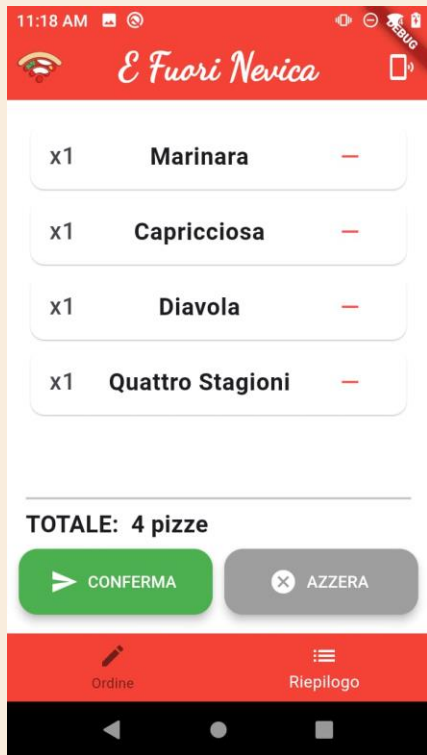 11:18 AM
DEBUG
E Fuori Nevica
x1 Marinara
x1 Capricciosa
x1 Diavola
x1 Quattro Stagioni
TOTALE: 4 pizze
CONFERMA AZZERA
Ordine Riepilogo